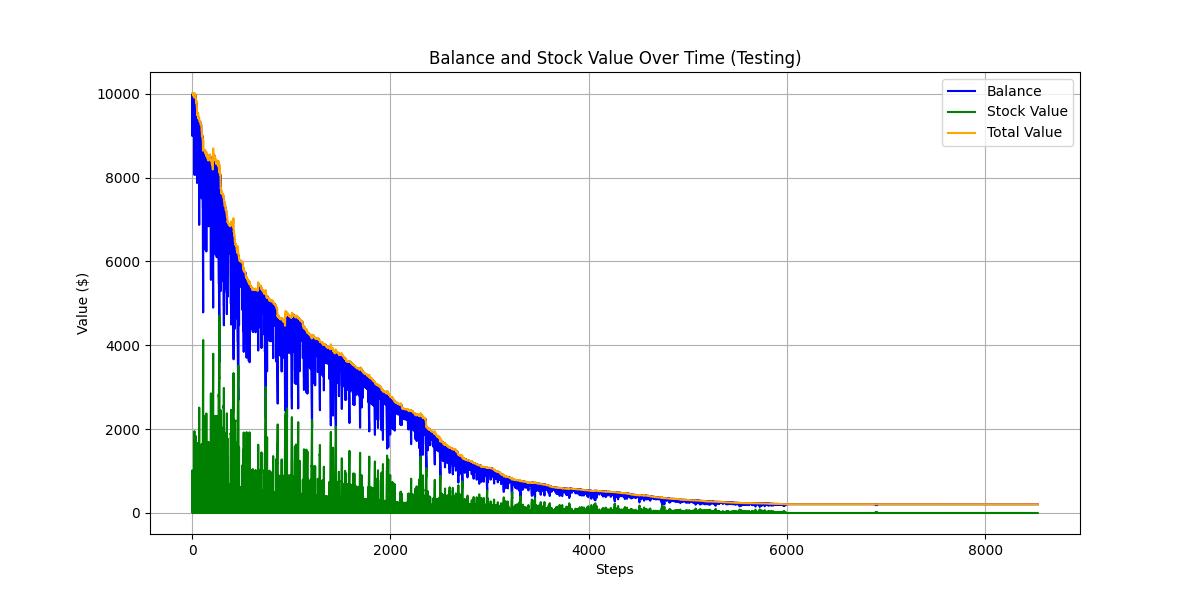 Balance and Stock Value Over Time (Testing)
Balance
Stock Value
Total Value
10000
8000
6000
4000
2000
0
Value ($)
0 2000 4000 6000 8000
Steps